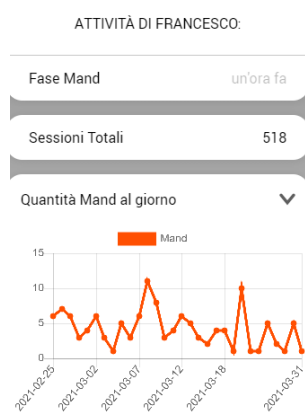 ATTIVITÀ DI FRANCESCO:
Fase Mand un'ora fa
Sessioni Totali 518
Quantità Mand al giorno
Mand
15
10
5
0
2021-02-25 2021-03-02 2021-03-07 2021-03-12 2021-03-18 2021-03-31